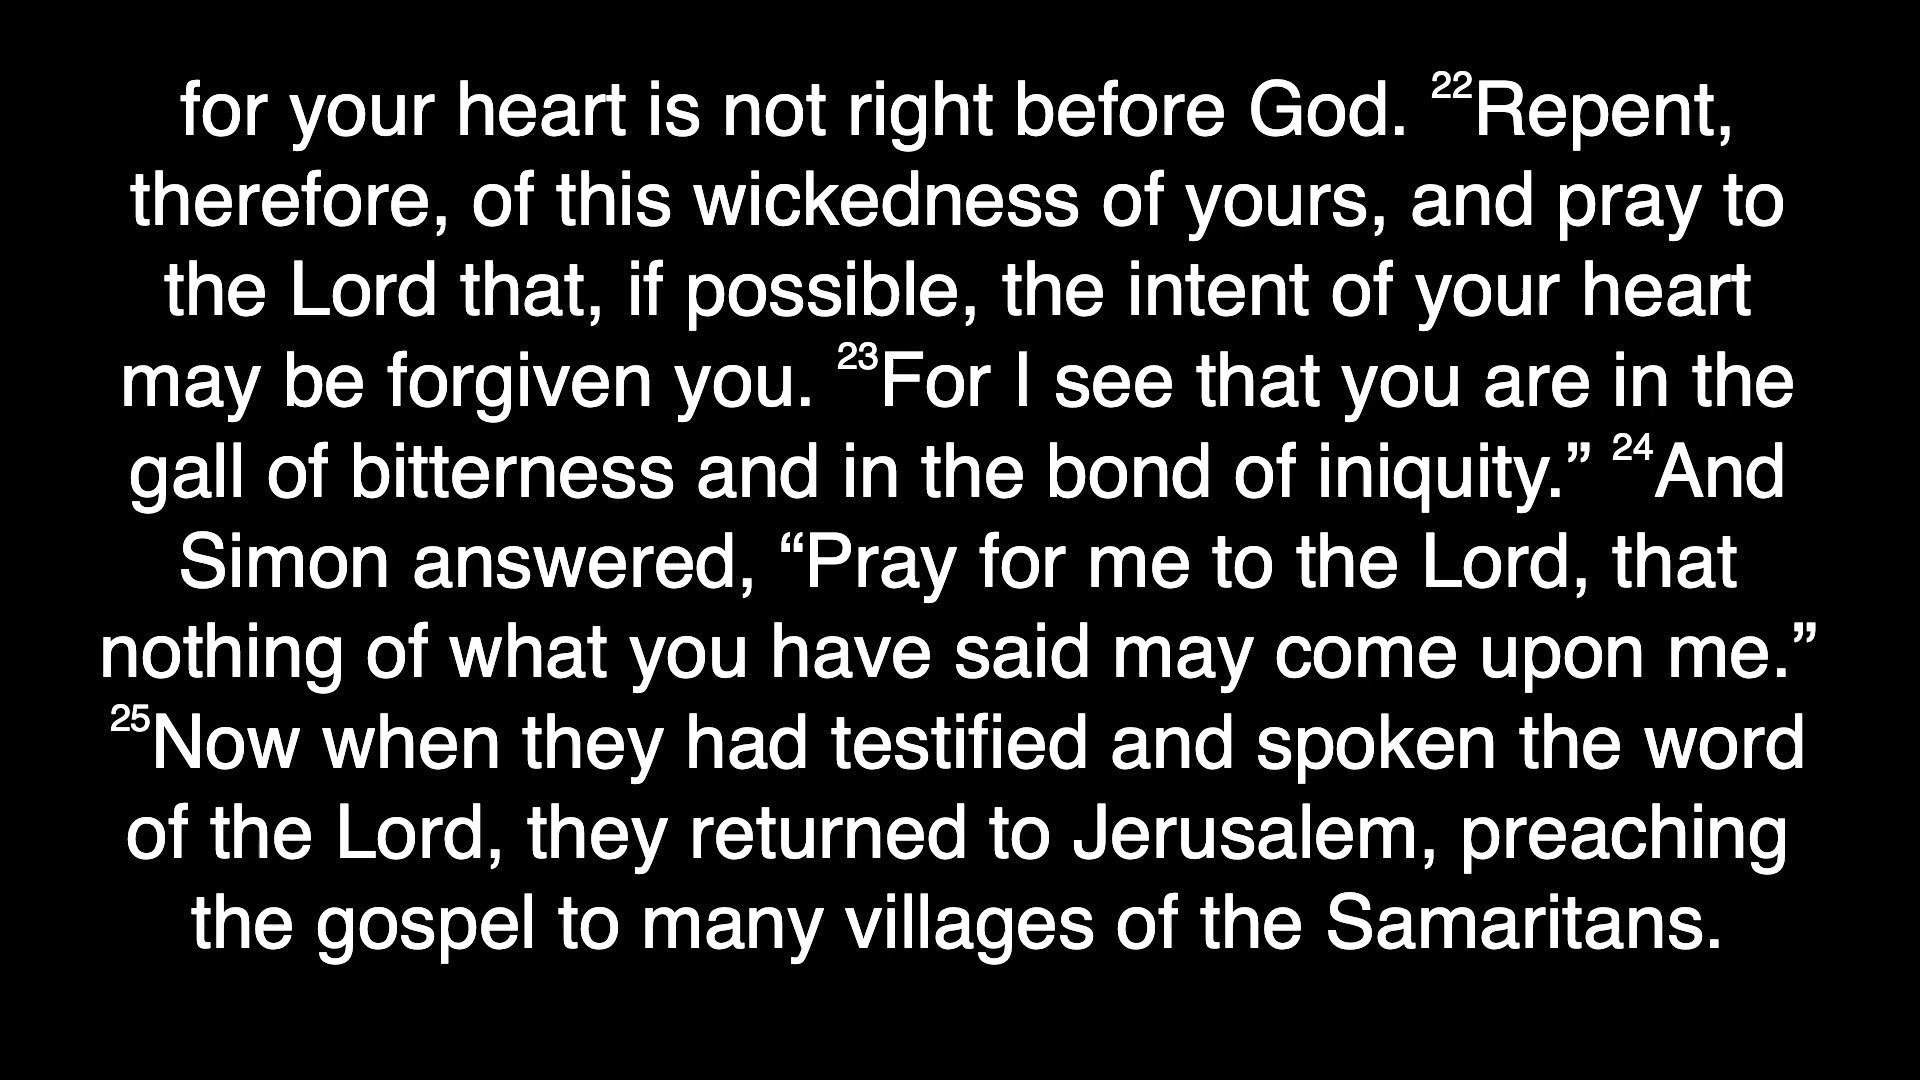 for your heart is not right before God. ²²Repent,
therefore, of this wickedness of yours, and pray to
the Lord that, if possible, the intent of your heart
may be forgiven you. ²³For I see that you are in the
gall of bitterness and in the bond of iniquity.” ²⁴And
Simon answered, “Pray for me to the Lord, that
nothing of what you have said may come upon me.”
²⁵Now when they had testified and spoken the word
of the Lord, they returned to Jerusalem, preaching
the gospel to many villages of the Samaritans.